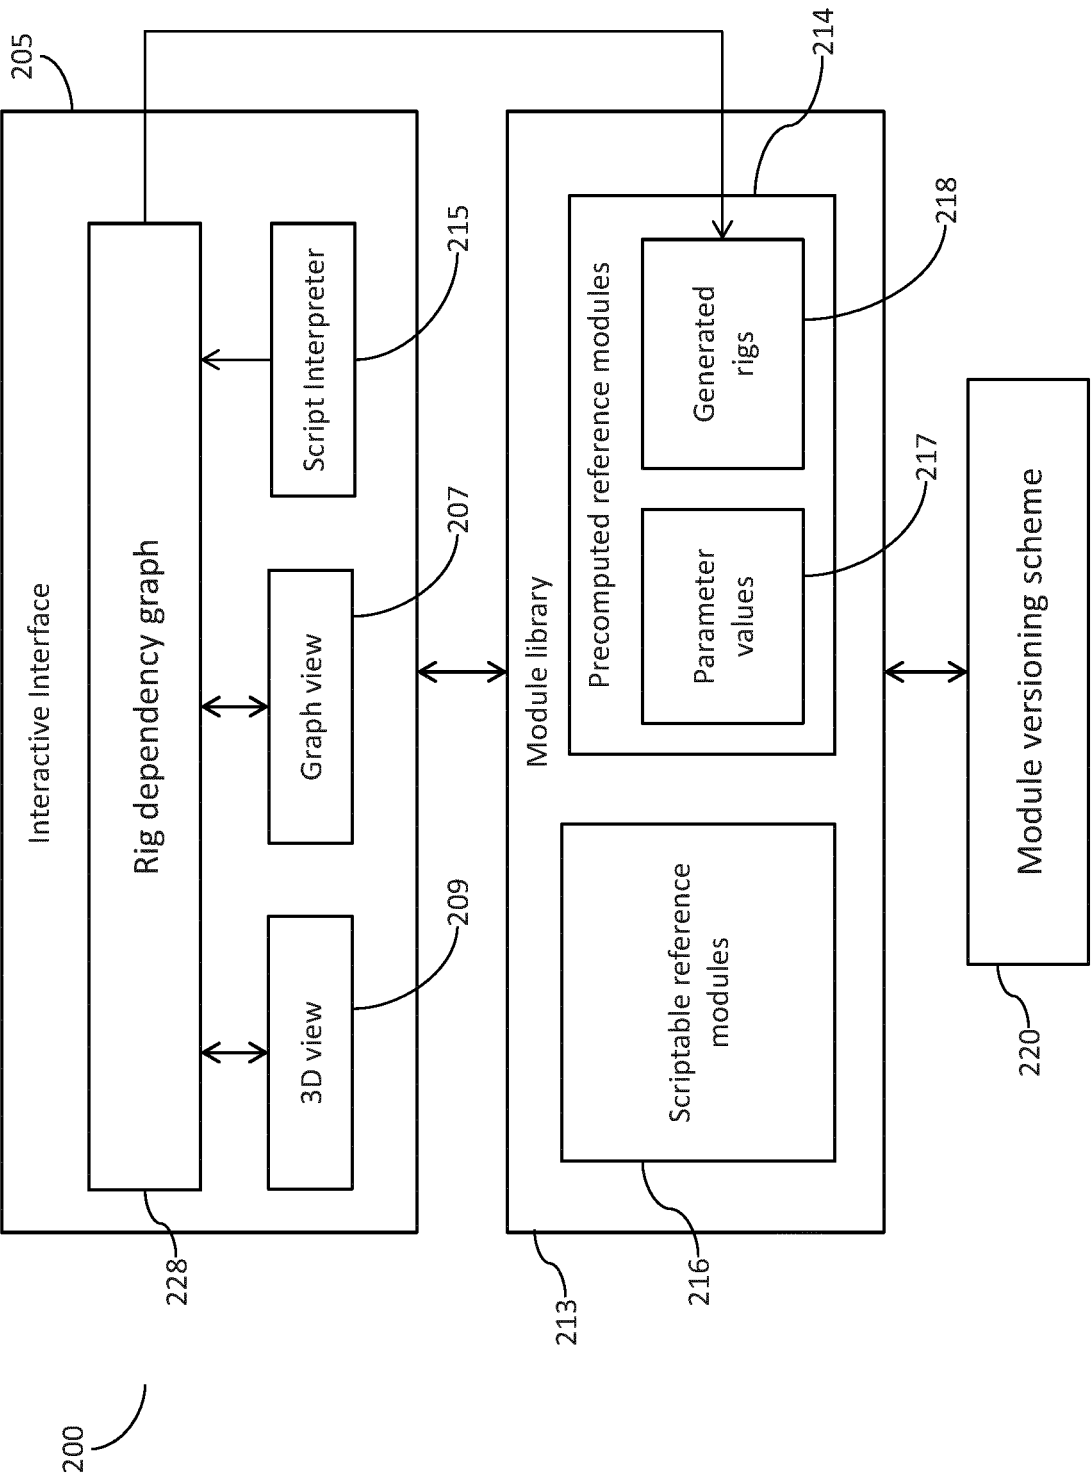 200
205
Interactive Interface
228
Rig dependency graph
3D view
209
Graph view
207
Script Interpreter
215
213
Module library
Scriptable reference
modules
216
Precomputed reference modules
214
Parameter
values
217
Generated
rigs
218
Module versioning scheme
220